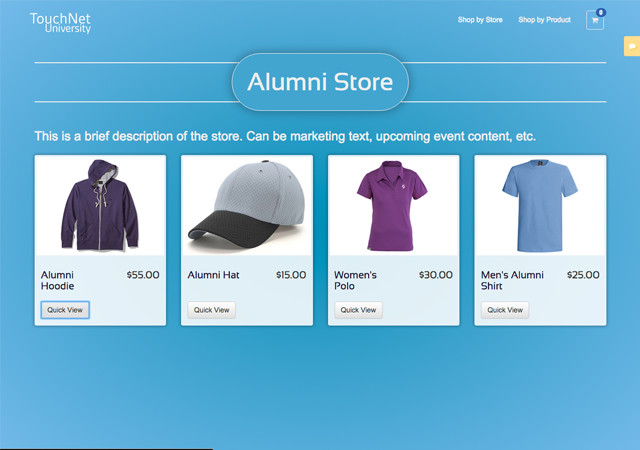 TouchNet
University
Shop by Store
Shop by Product
0
Alumni Store
This is a brief description of the store. Can be marketing text, upcoming event content, etc.
Alumni
Hoodie
$55.00
Quick View
Alumni Hat
$15.00
Quick View
Women's
Polo
$30.00
Quick View
Men's Alumni
Shirt
$25.00
Quick View